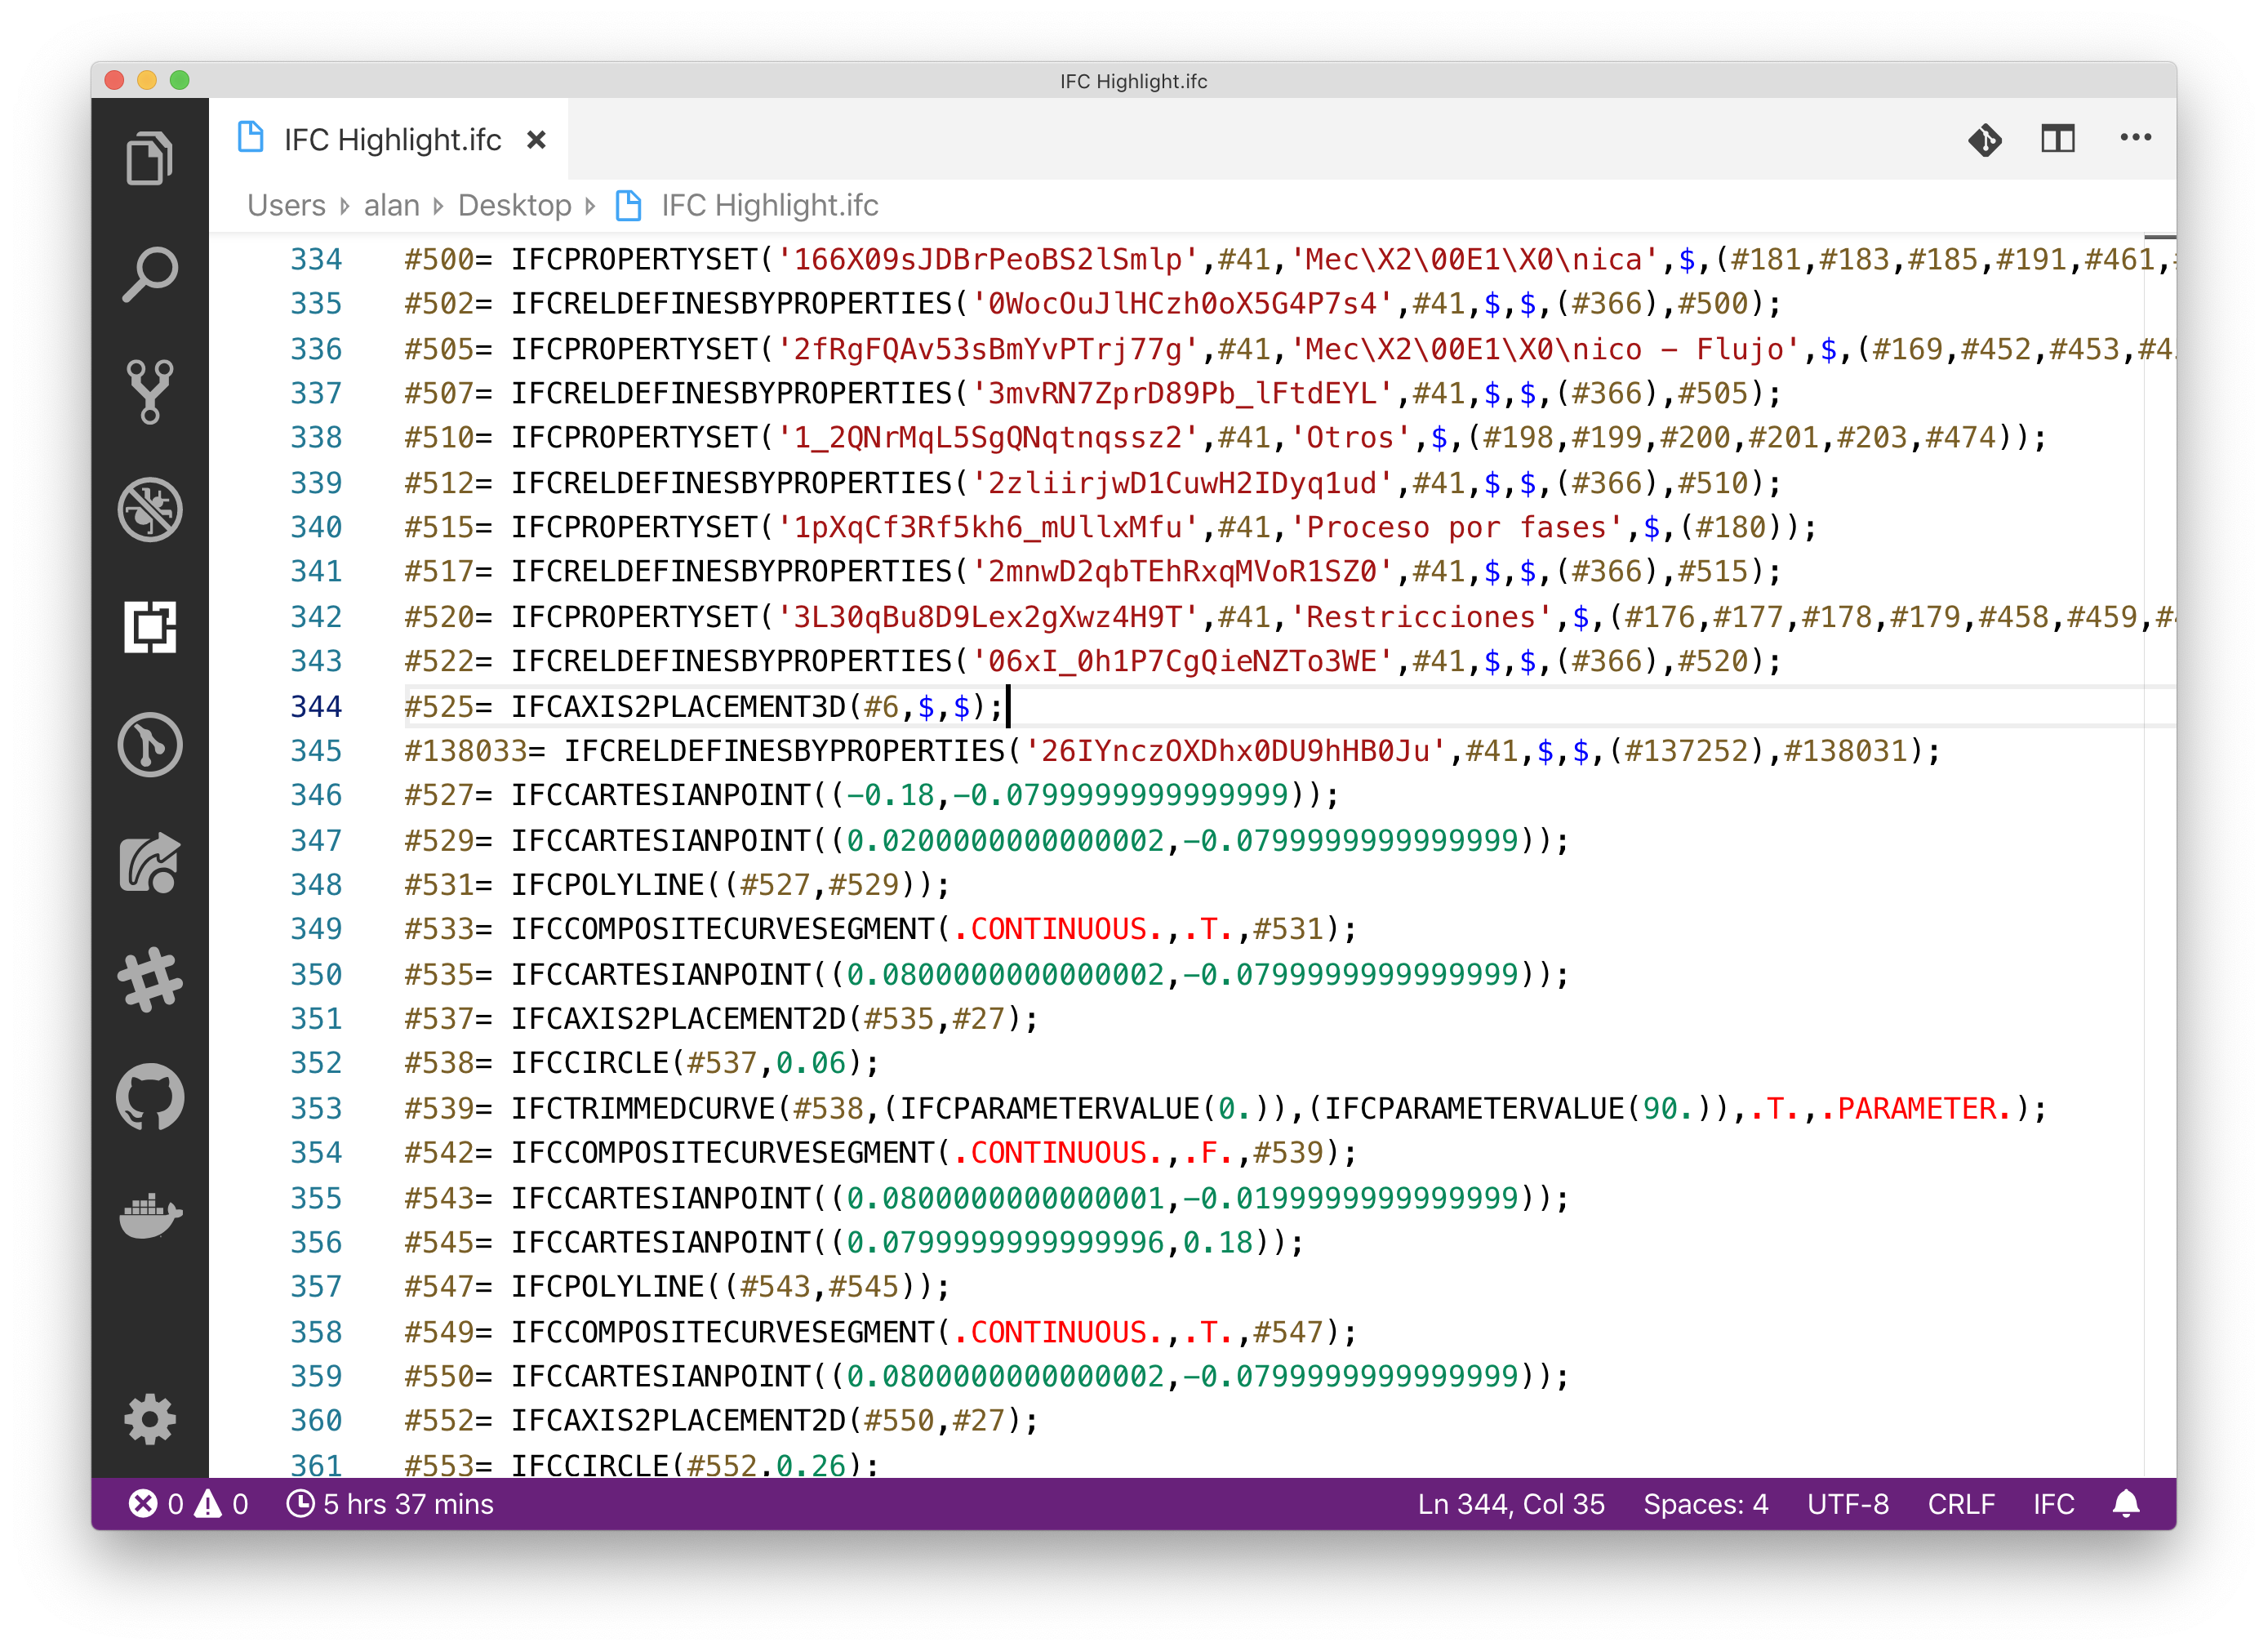 IFC Highlight.ifc
IFC Highlight.ifc
Users Desktop alan IFC Highlight.ifc
334 #500= IFCPROPERTYSET('166X09sJDBrPeoBS2lSmlp',#41,'Mec\X2\00E1\X0\nica',$,(#181,#183,#185,#191,#461,
335 #502= IFCRELDEFINESBYPROPERTIES('0WocOuJlHCzh0oX5G4P7s4',#41,$,$,(#366),#500);
336 #505= IFCPROPERTYSET('2fRgFQAv53sBmYvPTrj77g',#41,'Mec\X2\00E1\X0\nico - Flujo',$,(#169,#452,#453,#4
337 #507= IFCRELDEFINESBYPROPERTIES('3mvRN7ZprD89Pb_lFtdEYL',#41,$,$,(#366),#505);
338 #510= IFCPROPERTYSET('1_2QNrMqL5SgQNqtnqssz2',#41,'Otros',$,(#198,#199,#200,#201,#203,#474));
339 #512= IFCRELDEFINESBYPROPERTIES('2zliirjwD1CuwH2IDyq1ud',#41,$,$,(#366),#510);
340 #515= IFCPROPERTYSET('1pXqCf3Rf5kh6_mUllxMfu',#41,'Proceso por fases',$,(#180));
341 #517= IFCRELDEFINESBYPROPERTIES('2mnwD2qbTEhRxqMVoR1SZ0',#41,$,$,(#366),#515);
342 #520= IFCPROPERTYSET('3L30qBu8D9Lex2gXwz4H9T',#41,'Restricciones',$,(#176,#177,#178,#179,#458,#459,#
343 #522= IFCRELDEFINESBYPROPERTIES('06xI_0h1P7CgQieNZTo3WE',#41,$,$,(#366),#520);
344 #525= IFCAXIS2PLACEMENT3D(#6,$,$);
345 #138033= IFCRELDEFINESBYPROPERTIES('26IYnczOXDhx0DU9hHB0Ju',#41,$,$,(#137252),#138031);
346 #527= IFCCARTESIANPOINT((-0.18,-0.0799999999999999));
347 #529= IFCCARTESIANPOINT((0.0200000000000002,-0.0799999999999999));
348 #531= IFCPOLYLINE((#527,#529));
349 #533= IFCCOMPOSITECURVESEGMENT(.CONTINUOUS.,.T.,#531);
350 #535= IFCCARTESIANPOINT((0.0800000000000002,-0.0799999999999999));
351 #537= IFCAXIS2PLACEMENT2D(#535,#27);
352 #538= IFCCIRCLE(#537,0.06);
353 #539= IFCTRIMMEDCURVE(#538,(IFCPARAMETERVALUE(0.)),(IFCPARAMETERVALUE(90.)),.T.,.PARAMETER.);
354 #542= IFCCOMPOSITECURVESEGMENT(.CONTINUOUS.,.F.,#539);
355 #543= IFCCARTESIANPOINT((0.0800000000000001,-0.0199999999999999));
356 #545= IFCCARTESIANPOINT((0.0799999999999996,0.18));
357 #547= IFCPOLYLINE((#543,#545));
358 #549= IFCCOMPOSITECURVESEGMENT(.CONTINUOUS.,.T.,#547);
359 #550= IFCCARTESIANPOINT((0.0800000000000002,-0.0799999999999999));
360 #552= IFCAXIS2PLACEMENT2D(#550,#27);
361 #553= IFCCIRCLE(#552,0.26);
0 0 5 hrs 37 mins Ln 344, Col 35 Spaces: 4 UTF-8 CRLF IFC